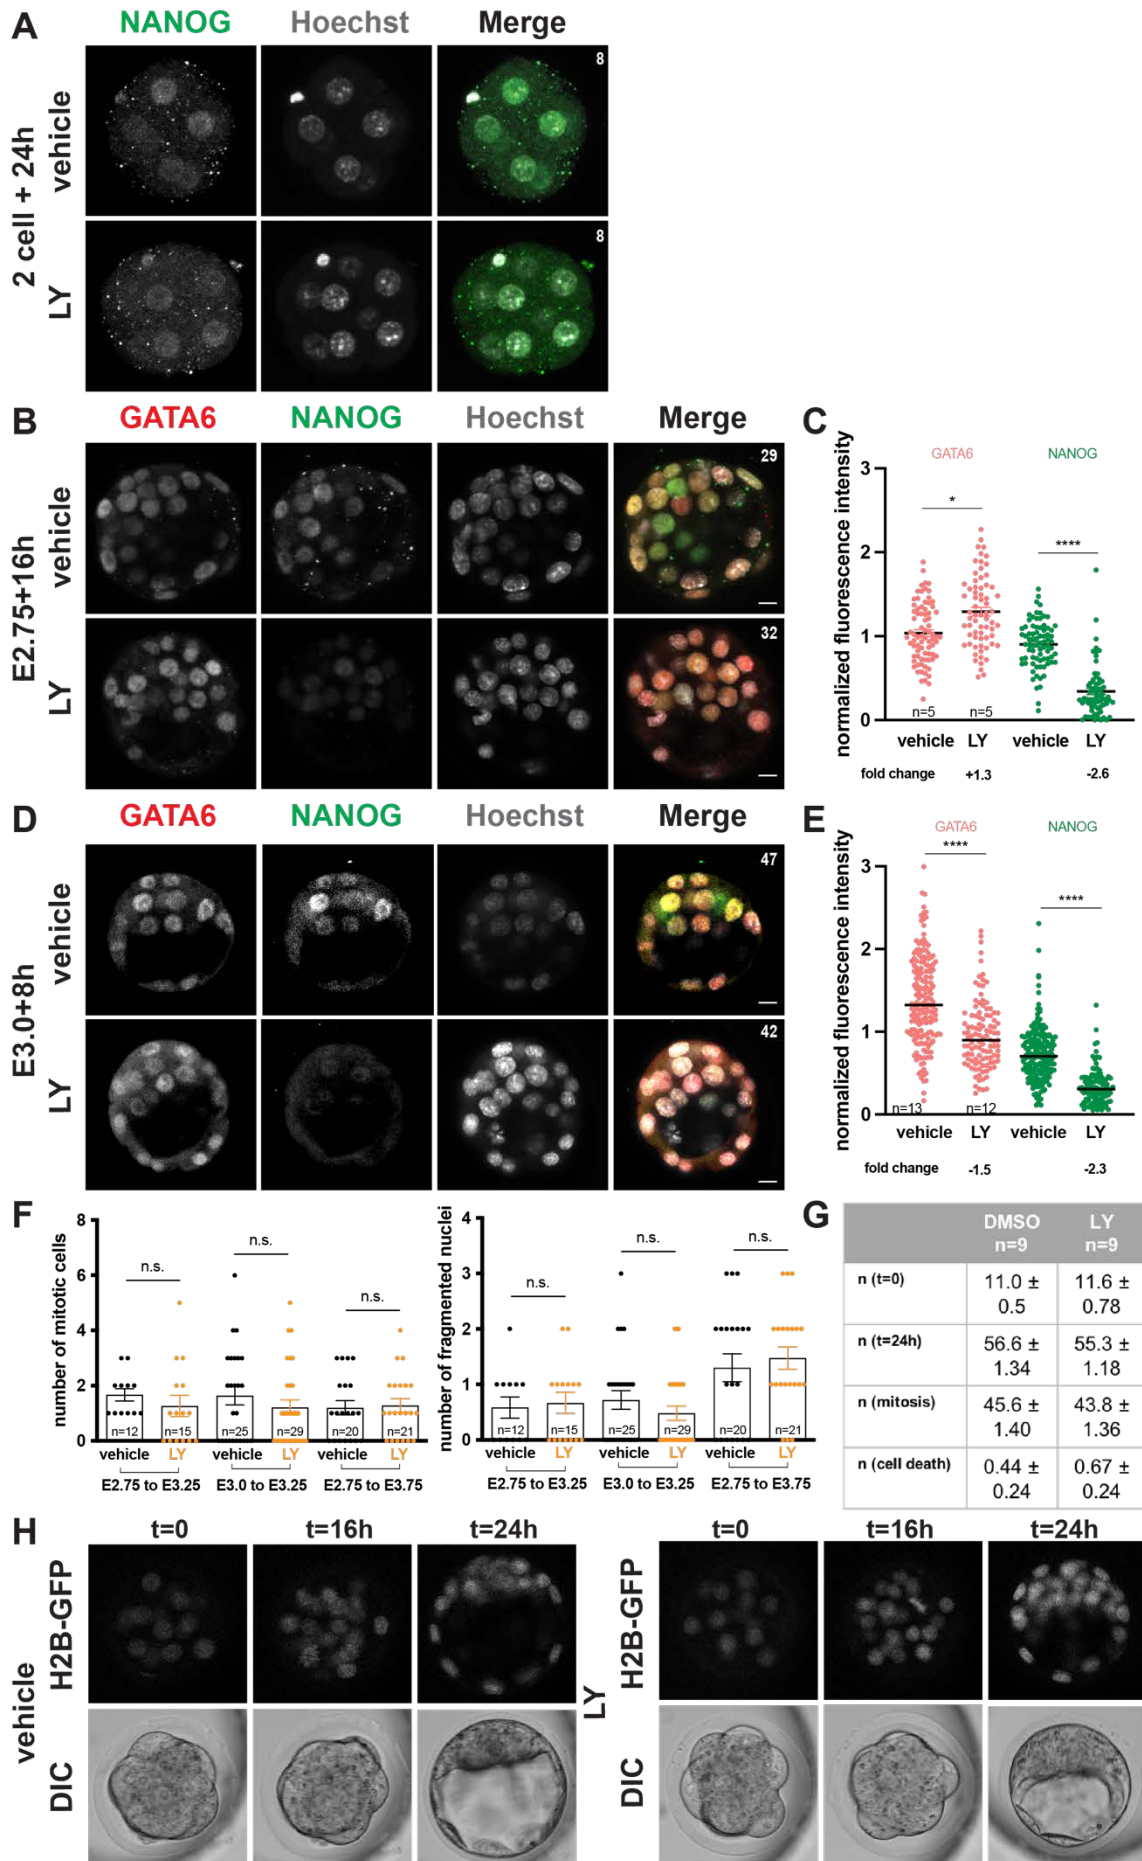 A
NANOG Hoechst Merge
2 cell + 24h
vehicle
8
LY
8
B
GATA6 NANOG Hoechst Merge
E2.75+16h
vehicle
29
LY
32
C
normalized fluorescence intensity
GATA6 NANOG
3
2
1
0
*
****
n=5 n=5
vehicle LY vehicle LY
fold change +1.3 -2.6
D
GATA6 NANOG Hoechst Merge
E3.0+8h
vehicle
47
LY
42
E
normalized fluorescence intensity
GATA6 NANOG
3
2
1
0
****
****
n=13 n=12
vehicle LY vehicle LY
fold change -1.5 -2.3
F
number of mitotic cells
8
6
4
2
0
n.s. n.s. n.s.
n=12 n=15 n=25 n=29 n=20 n=21
vehicle LY vehicle LY vehicle LY
E2.75 to E3.25 E3.0 to E3.25 E2.75 to E3.75
number of fragmented nuclei
4
3
2
1
0
n.s. n.s. n.s.
n=12 n=15 n=25 n=29 n=20 n=21
vehicle LY vehicle LY vehicle LY
E2.75 to E3.25 E3.0 to E3.25 E2.75 to E3.75
G
DMSO LY
n=9 n=9
n (t=0) 11.0 ± 0.5 11.6 ± 0.78
n (t=24h) 56.6 ± 1.34 55.3 ± 1.18
n (mitosis) 45.6 ± 1.40 43.8 ± 1.36
n (cell death) 0.44 ± 0.24 0.67 ± 0.24
H
t=0 t=16h t=24h
vehicle
H2B-GFP
DIC
t=0 t=16h t=24h
LY
H2B-GFP
DIC